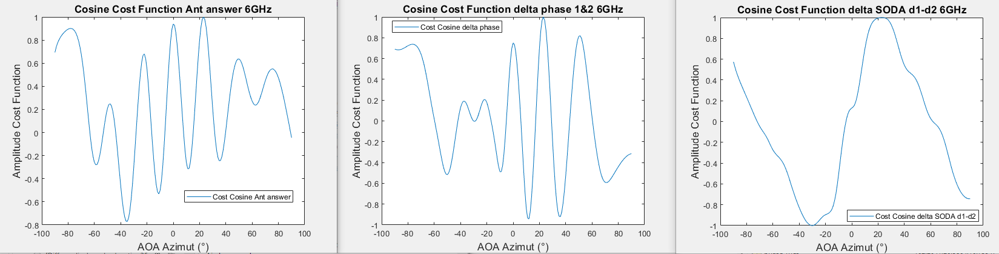 Cosine Cost Function Ant answer 6GHz
1
0.8
0.6
0.4
0.2
0
-0.2
-0.4
-0.6
-0.8
Amplitude Cost Function
Cost Cosine Ant answer
-100 -80 -60 -40 -20 0 20 40 60 80 100
AOA Azimut (°)
Cosine Cost Function delta phase 1&2 6GHz
Cost Cosine delta phase
1
0.8
0.6
0.4
0.2
0
-0.2
-0.4
-0.6
-0.8
-1
Amplitude Cost Function
-100 -80 -60 -40 -20 0 20 40 60 80 100
AOA Azimut (°)
Cosine Cost Function delta SODA d1-d2 6GHz
1
0.8
0.6
0.4
0.2
0
-0.2
-0.4
-0.6
-0.8
-1
Amplitude Cost Function
Cost Cosine delta SODA d1-d2
-100 -80 -60 -40 -20 0 20 40 60 80 100
AOA Azimut (°)